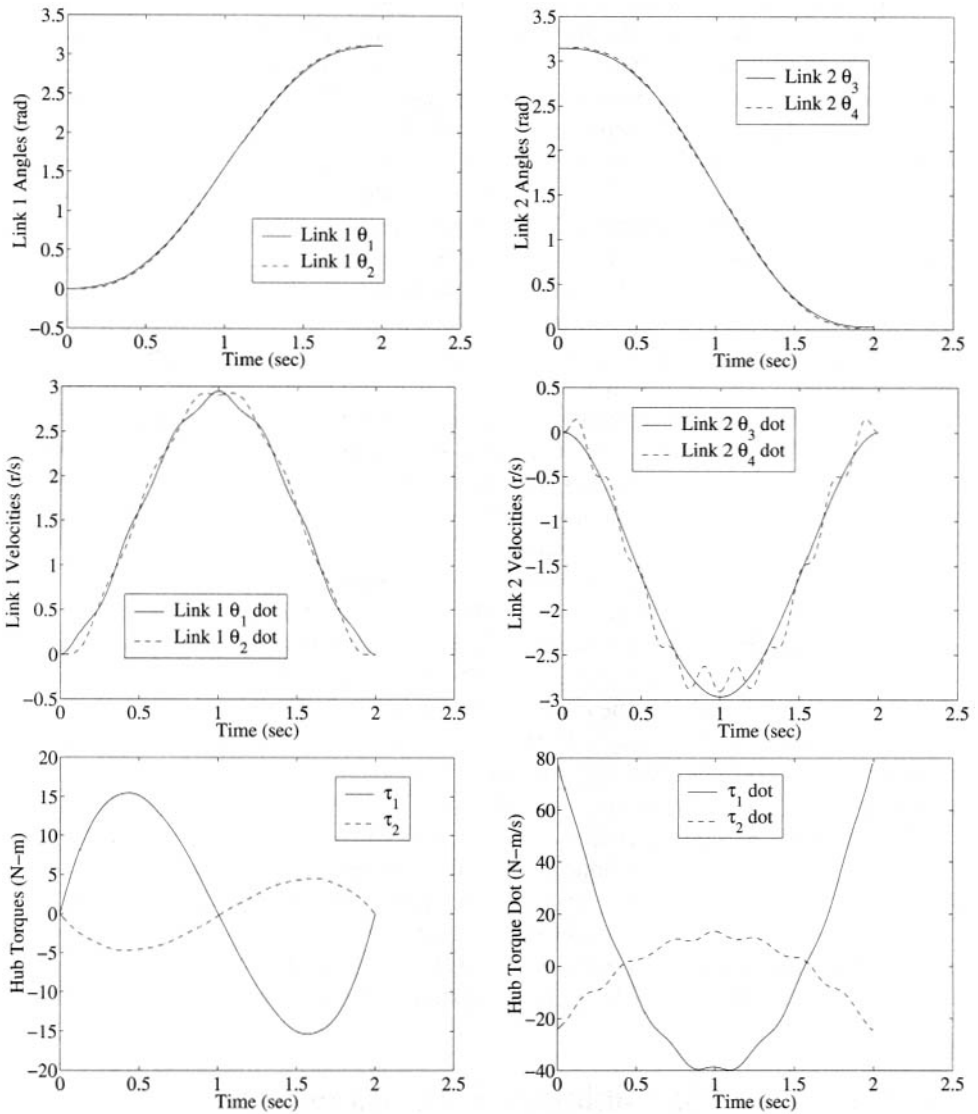 3.5
3
2.5
2
1.5
1
0.5
0
−0.5
Link 1 Angles (rad)
Link 1 θ1
Link 1 θ2
0 0.5 1 1.5 2 2.5
Time (sec)
3.5
3
2.5
2
1.5
1
0.5
0
Link 2 Angles (rad)
Link 2 θ3
Link 2 θ4
0 0.5 1 1.5 2 2.5
Time (sec)
3
2.5
2
1.5
1
0.5
0
−0.5
Link 1 Velocities (r/s)
Link 1 θ1 dot
Link 1 θ2 dot
0 0.5 1 1.5 2 2.5
Time (sec)
0.5
0
−0.5
−1
−1.5
−2
−2.5
−3
Link 2 Velocities (r/s)
Link 2 θ3 dot
Link 2 θ4 dot
0 0.5 1 1.5 2 2.5
Time (sec)
20
15
10
5
0
−5
−10
−15
−20
Hub Torques (N−m)
τ1
τ2
0 0.5 1 1.5 2 2.5
Time (sec)
80
60
40
20
0
−20
−40
Hub Torque Dot (N−m/s)
τ1 dot
τ2 dot
0 0.5 1 1.5 2 2.5
Time (sec)